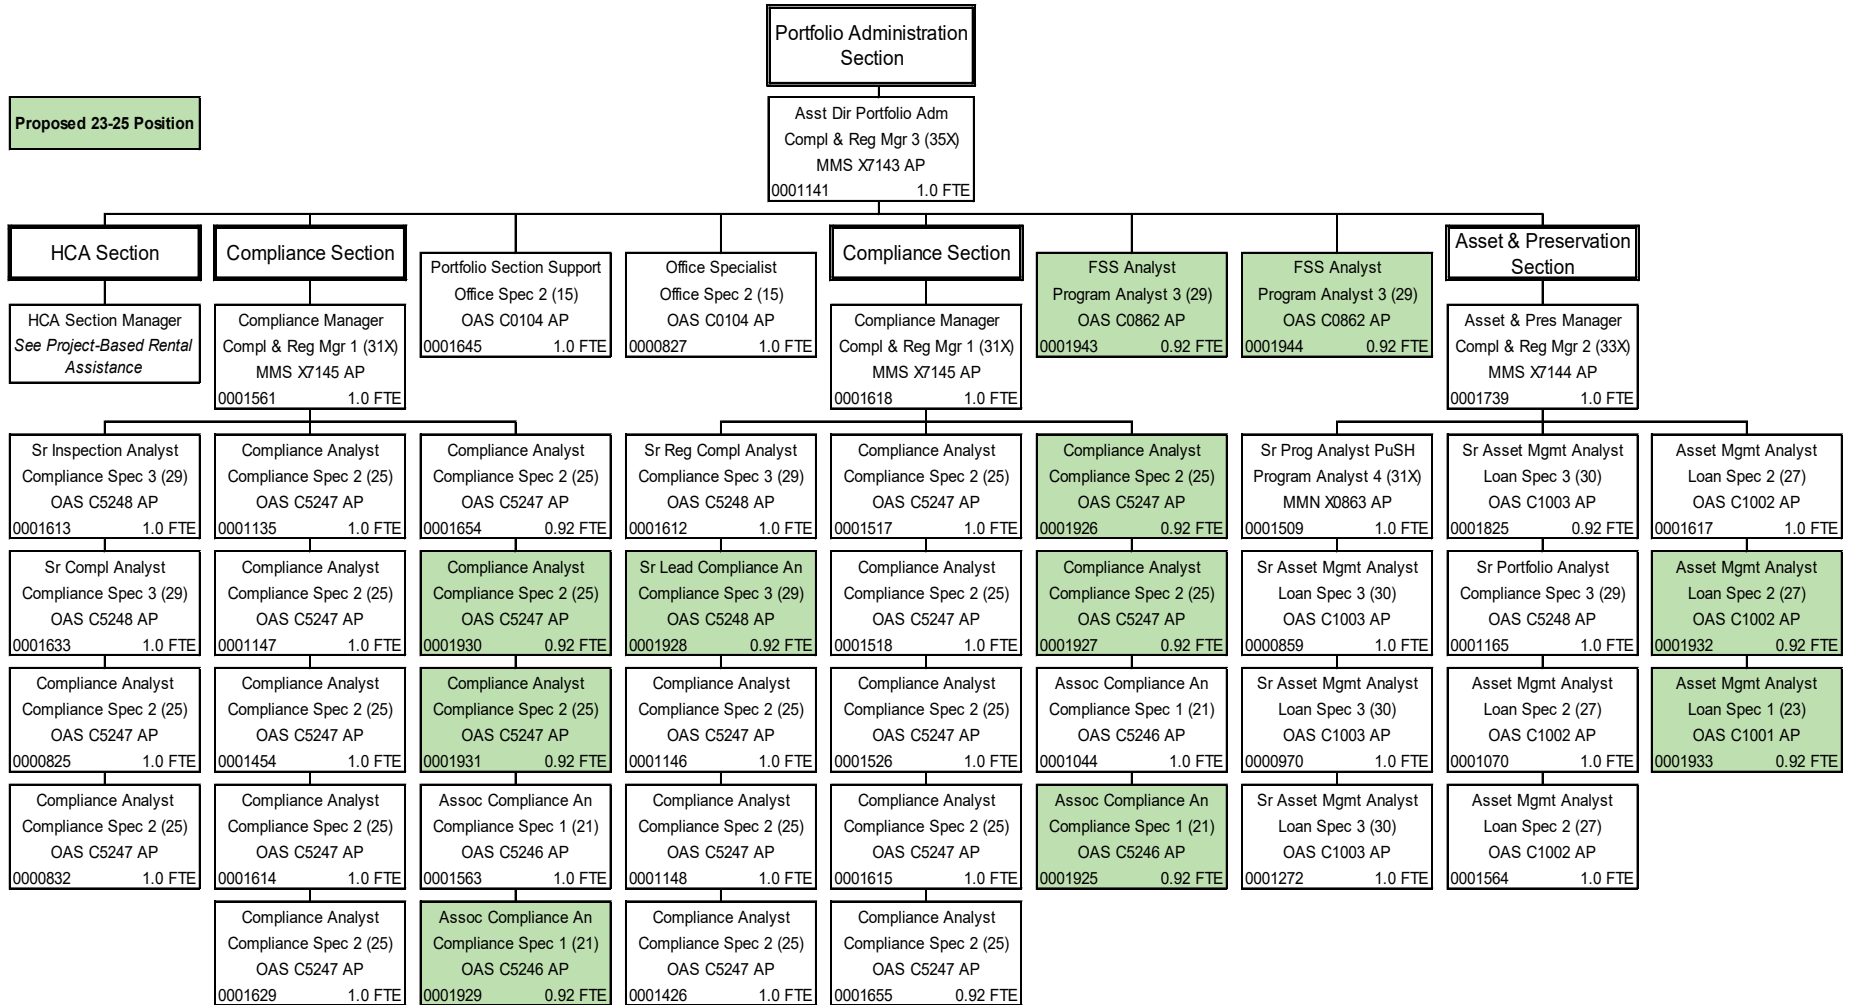 Portfolio Administration
Section
Proposed 23-25 Position
Asst Dir Portfolio Adm
Compl & Reg Mgr 3 (35X)
MMS X7143 AP
0001141 1.0 FTE
HCA Section
HCA Section Manager
See Project-Based Rental
Assistance
Compliance Section
Compliance Manager
Compl & Reg Mgr 1 (31X)
MMS X7145 AP
0001561 1.0 FTE
Portfolio Section Support
Office Spec 2 (15)
OAS C0104 AP
0001645 1.0 FTE
Office Specialist
Office Spec 2 (15)
OAS C0104 AP
0000827 1.0 FTE
Compliance Section
Compliance Manager
Compl & Reg Mgr 1 (31X)
MMS X7145 AP
0001618 1.0 FTE
FSS Analyst
Program Analyst 3 (29)
OAS C0862 AP
0001943 0.92 FTE
FSS Analyst
Program Analyst 3 (29)
OAS C0862 AP
0001944 0.92 FTE
Asset & Preservation
Section
Asset & Pres Manager
Compl & Reg Mgr 2 (33X)
MMS X7144 AP
0001739 1.0 FTE
Sr Inspection Analyst
Compliance Spec 3 (29)
OAS C5248 AP
0001613 1.0 FTE
Compliance Analyst
Compliance Spec 2 (25)
OAS C5247 AP
0001135 1.0 FTE
Compliance Analyst
Compliance Spec 2 (25)
OAS C5247 AP
0001654 0.92 FTE
Sr Reg Compl Analyst
Compliance Spec 3 (29)
OAS C5248 AP
0001612 1.0 FTE
Compliance Analyst
Compliance Spec 2 (25)
OAS C5247 AP
0001517 1.0 FTE
Compliance Analyst
Compliance Spec 2 (25)
OAS C5247 AP
0001926 0.92 FTE
Sr Prog Analyst PuSH
Program Analyst 4 (31X)
MMN X0863 AP
0001509 1.0 FTE
Sr Asset Mgmt Analyst
Loan Spec 3 (30)
OAS C1003 AP
0001825 0.92 FTE
Asset Mgmt Analyst
Loan Spec 2 (27)
OAS C1002 AP
0001617 1.0 FTE
Sr Compl Analyst
Compliance Spec 3 (29)
OAS C5248 AP
0001633 1.0 FTE
Compliance Analyst
Compliance Spec 2 (25)
OAS C5247 AP
0001147 1.0 FTE
Compliance Analyst
Compliance Spec 2 (25)
OAS C5247 AP
0001930 0.92 FTE
Sr Lead Compliance An
Compliance Spec 3 (29)
OAS C5248 AP
0001928 0.92 FTE
Compliance Analyst
Compliance Spec 2 (25)
OAS C5247 AP
0001518 1.0 FTE
Compliance Analyst
Compliance Spec 2 (25)
OAS C5247 AP
0001927 0.92 FTE
Sr Asset Mgmt Analyst
Loan Spec 3 (30)
OAS C1003 AP
0000859 1.0 FTE
Sr Portfolio Analyst
Compliance Spec 3 (29)
OAS C5248 AP
0001165 1.0 FTE
Asset Mgmt Analyst
Loan Spec 2 (27)
OAS C1002 AP
0001932 0.92 FTE
Compliance Analyst
Compliance Spec 2 (25)
OAS C5247 AP
0000825 1.0 FTE
Compliance Analyst
Compliance Spec 2 (25)
OAS C5247 AP
0001454 1.0 FTE
Compliance Analyst
Compliance Spec 2 (25)
OAS C5247 AP
0001931 0.92 FTE
Compliance Analyst
Compliance Spec 2 (25)
OAS C5247 AP
0001146 1.0 FTE
Compliance Analyst
Compliance Spec 2 (25)
OAS C5247 AP
0001526 1.0 FTE
Assoc Compliance An
Compliance Spec 1 (21)
OAS C5246 AP
0001044 1.0 FTE
Sr Asset Mgmt Analyst
Loan Spec 3 (30)
OAS C1003 AP
0000970 1.0 FTE
Asset Mgmt Analyst
Loan Spec 2 (27)
OAS C1002 AP
0001070 1.0 FTE
Asset Mgmt Analyst
Loan Spec 1 (23)
OAS C1001 AP
0001933 0.92 FTE
Compliance Analyst
Compliance Spec 2 (25)
OAS C5247 AP
0000832 1.0 FTE
Compliance Analyst
Compliance Spec 2 (25)
OAS C5247 AP
0001614 1.0 FTE
Assoc Compliance An
Compliance Spec 1 (21)
OAS C5246 AP
0001563 1.0 FTE
Compliance Analyst
Compliance Spec 2 (25)
OAS C5247 AP
0001148 1.0 FTE
Compliance Analyst
Compliance Spec 2 (25)
OAS C5247 AP
0001615 1.0 FTE
Assoc Compliance An
Compliance Spec 1 (21)
OAS C5246 AP
0001925 0.92 FTE
Sr Asset Mgmt Analyst
Loan Spec 3 (30)
OAS C1003 AP
0001272 1.0 FTE
Asset Mgmt Analyst
Loan Spec 2 (27)
OAS C1002 AP
0001564 1.0 FTE
Compliance Analyst
Compliance Spec 2 (25)
OAS C5247 AP
0001629 1.0 FTE
Assoc Compliance An
Compliance Spec 1 (21)
OAS C5246 AP
0001929 0.92 FTE
Compliance Analyst
Compliance Spec 2 (25)
OAS C5247 AP
0001426 1.0 FTE
Compliance Analyst
Compliance Spec 2 (25)
OAS C5247 AP
0001655 0.92 FTE